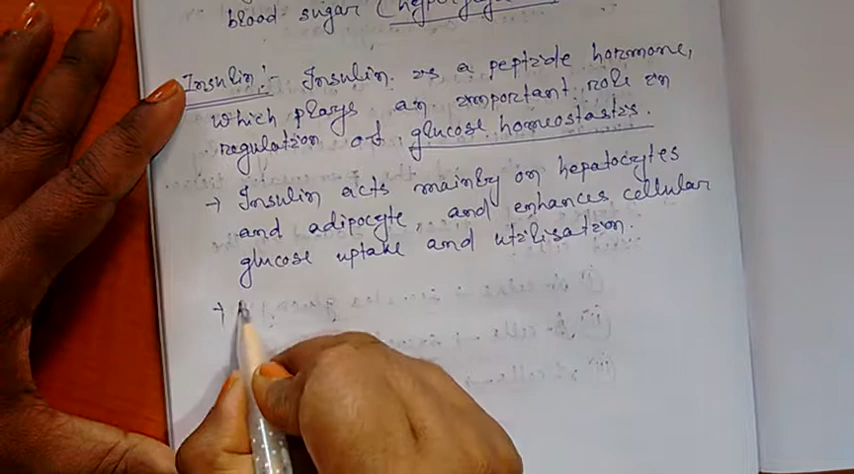 blood sugar (
Insulin :- Insulin is a peptide hormone,
which plays an important role in
regulation of glucose homeostasis.
→ Insulin acts mainly on hepatocytes
and adipocyte, and enhances cellular
glucose uptake and utilisation.
→